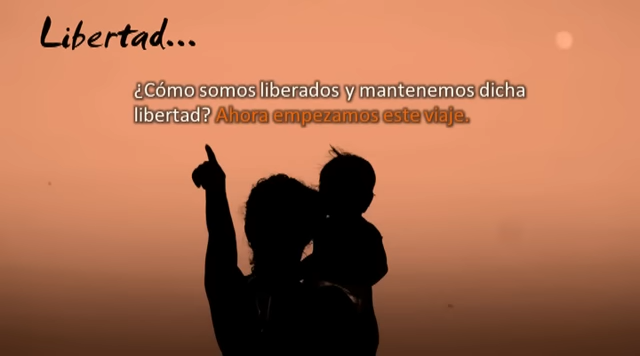 Libertad...
¿Cómo somos liberados y mantenemos dicha
libertad? Ahora empezamos este viaje.